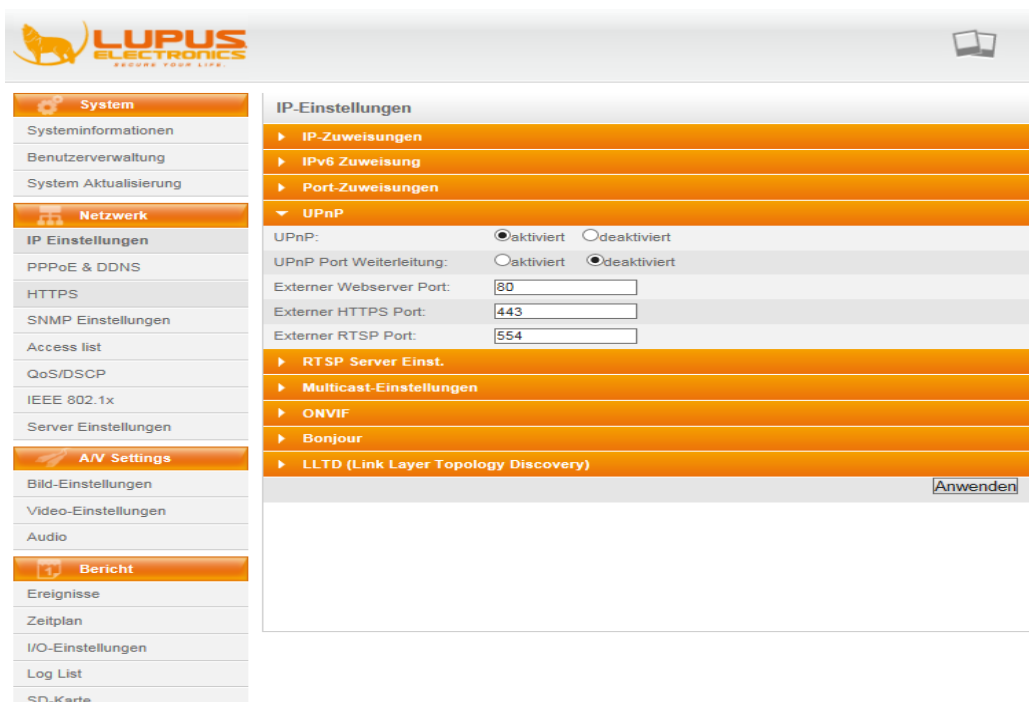 LUPUS
ELECTRONICS
SECURE YOUR LIFE.
System
Systeminformationen
Benutzerverwaltung
System Aktualisierung
Netzwerk
IP Einstellungen
PPPoE & DDNS
HTTPS
SNMP Einstellungen
Access list
QoS/DSCP
IEEE 802.1x
Server Einstellungen
A/V Settings
Bild-Einstellungen
Video-Einstellungen
Audio
Bericht
Ereignisse
Zeitplan
I/O-Einstellungen
Log List
SD-Karte
IP-Einstellungen
IP-Zuweisungen
IPv6 Zuweisung
Port-Zuweisungen
UPnP
UPnP: aktiviert deaktiviert
UPnP Port Weiterleitung: aktiviert deaktiviert
Externer Webserver Port: 80
Externer HTTPS Port: 443
Externer RTSP Port: 554
RTSP Server Einst.
Multicast-Einstellungen
ONVIF
Bonjour
LLTD (Link Layer Topology Discovery)
Anwenden